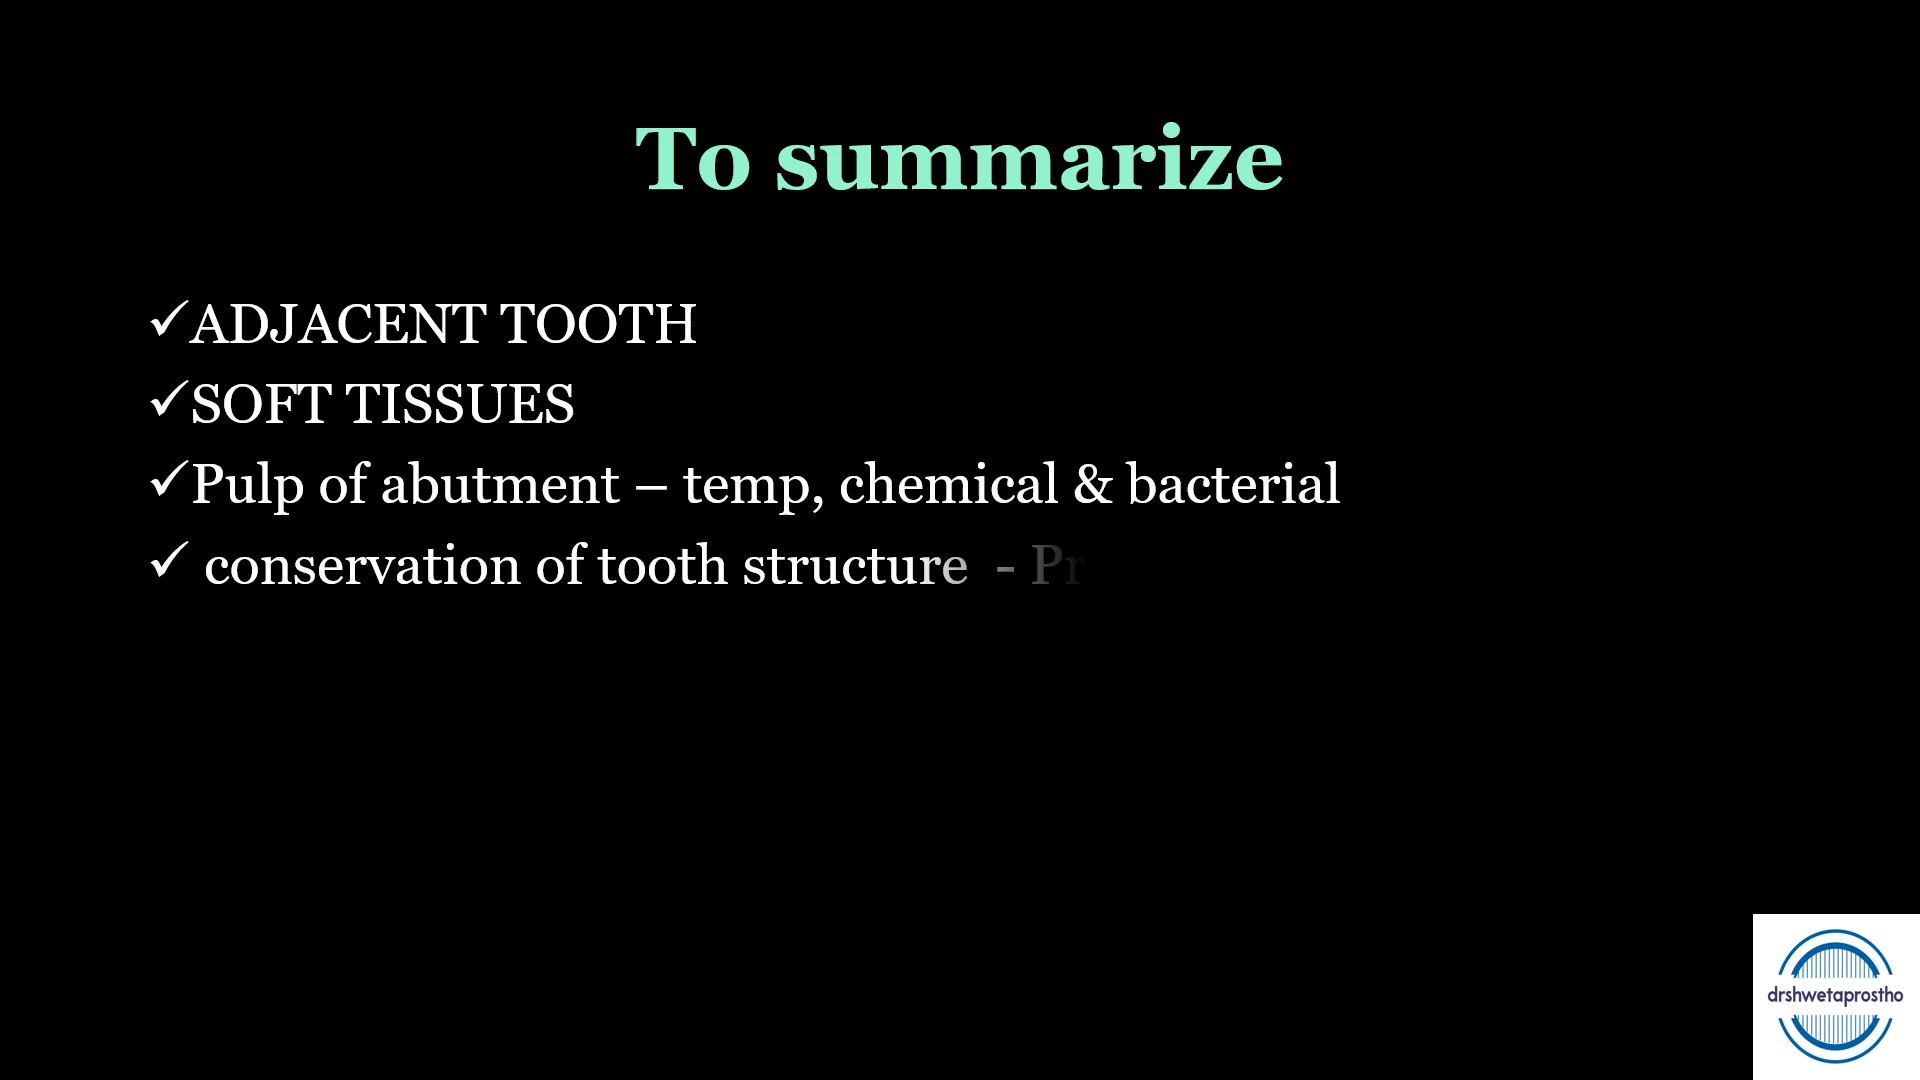 To summarize
✓ADJACENT TOOTH
✓SOFT TISSUES
✓Pulp of abutment – temp, chemical & bacterial
✓ conservation of tooth structure - Pr
drshwetaprostho